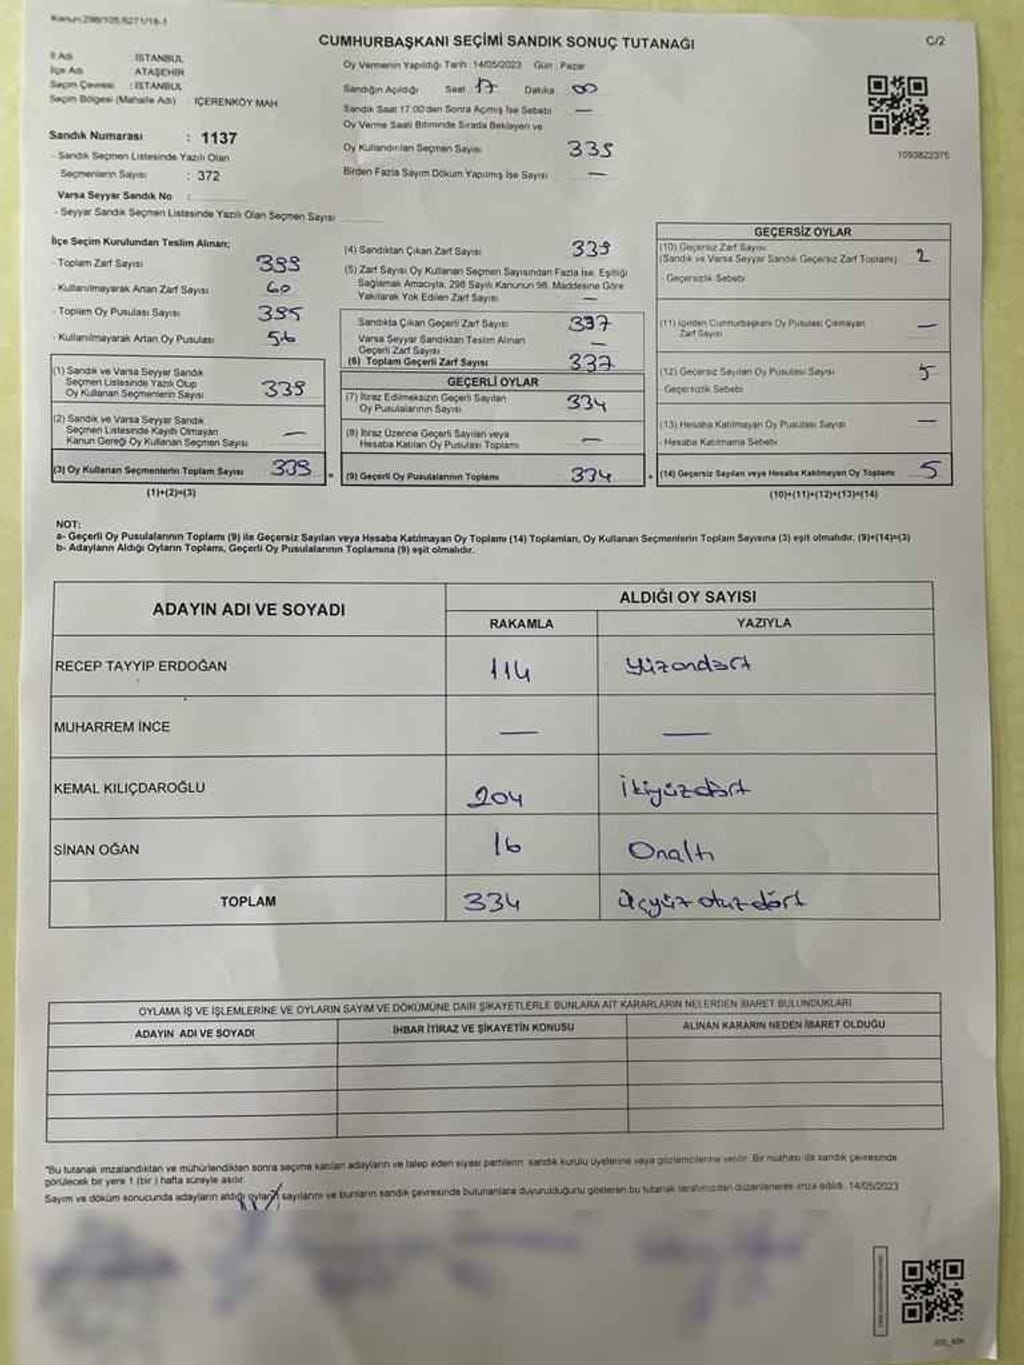 Kanun:298/105,6271/19-1
CUMHURBAŞKANI SEÇİMİ SANDIK SONUÇ TUTANAĞI
C/2
İl Adı : İSTANBUL
İlçe Adı : ATAŞEHİR
Seçim Çevresi : İSTANBUL
Seçim Bölgesi (Mahalle Adı) İÇERENKÖY MAH
Sandık Numarası : 1137
- Sandık Seçmen Listesinde Yazılı Olan
Seçmenlerin Sayısı : 372
Varsa Seyyar Sandık No :
- Seyyar Sandık Seçmen Listesinde Yazılı Olan Seçmen Sayısı
Oy Vermenin Yapıldığı Tarih : 14/05/2023 Gün : Pazar
Sandığın Açıldığı Saat 17 Dakika 00
Sandık Saat 17:00'den Sonra Açılmış İse Sebebi —
Oy Verme Saati Bitiminde Sırada Bekleyen ve
Oy Kullandırılan Seçmen Sayısı 335
Birden Fazla Sayım Döküm Yapılmış İse Sayısı —
1093822376
İlçe Seçim Kurulundan Teslim Alınan;
- Toplam Zarf Sayısı 399
- Kullanılmayarak Artan Zarf Sayısı 60
- Toplam Oy Pusulası Sayısı 395
- Kullanılmayarak Artan Oy Pusulası 56
(1) Sandık ve Varsa Seyyar Sandık
Seçmen Listesinde Yazılı Olup
Oy Kullanan Seçmenlerin Sayısı 339
(2) Sandık ve Varsa Seyyar Sandık
Seçmen Listesinde Kayıtlı Olmayan
Kanun Gereği Oy Kullanan Seçmen Sayısı —
(3) Oy Kullanan Seçmenlerin Toplam Sayısı 339
(1)+(2)=(3)
(4) Sandıktan Çıkan Zarf Sayısı 339
(5) Zarf Sayısı Oy Kullanan Seçmen Sayısından Fazla İse, Eşitliği
Sağlamak Amacıyla, 298 Sayılı Kanunun 98. Maddesine Göre
Yakılarak Yok Edilen Zarf Sayısı —
Sandıkta Çıkan Geçerli Zarf Sayısı 337
Varsa Seyyar Sandıktan Teslim Alınan
Geçerli Zarf Sayısı —
(6) Toplam Geçerli Zarf Sayısı 337
GEÇERLİ OYLAR
(7) İtiraz Edilmeksizin Geçerli Sayılan
Oy Pusulalarının Sayısı 334
(8) İtiraz Üzerine Geçerli Sayılan veya
Hesaba Katılan Oy Pusulası Toplamı —
(9) Geçerli Oy Pusulalarının Toplamı 334
GEÇERSİZ OYLAR
(10) Geçersiz Zarf Sayısı
(Sandık ve Varsa Seyyar Sandık Geçersiz Zarf Toplamı) 2
- Geçersizlik Sebebi
(11) İçinden Cumhurbaşkanı Oy Pusulası Çıkmayan
Zarf Sayısı —
(12) Geçersiz Sayılan Oy Pusulası Sayısı 5
- Geçersizlik Sebebi
(13) Hesaba Katılmayan Oy Pusulası Sayısı —
- Hesaba Katılmama Sebebi
(14) Geçersiz Sayılan veya Hesaba Katılmayan Oy Toplamı 5
(10)+(11)+(12)+(13)=(14)
NOT:
a- Geçerli Oy Pusulalarının Toplamı (9) ile Geçersiz Sayılan veya Hesaba Katılmayan Oy Toplamı (14) Toplamları, Oy Kullanan Seçmenlerin Toplam Sayısına (3) eşit olmalıdır. (9)+(14)=(3)
b- Adayların Aldığı Oyların Toplamı, Geçerli Oy Pusulalarının Toplamına (9) eşit olmalıdır.
ADAYIN ADI VE SOYADI
ALDIĞI OY SAYISI
RAKAMLA YAZIYLA
RECEP TAYYIP ERDOĞAN 114 Yüzondört
MUHARREM İNCE — —
KEMAL KILIÇDAROĞLU 204 İkiyüzdört
SİNAN OĞAN 16 Onaltı
TOPLAM 334 Üçyüz otuz dört
OYLAMA İŞ VE İŞLEMLERİNE VE OYLARIN SAYIM VE DÖKÜMÜNE DAİR ŞİKAYETLERLE BUNLARA AİT KARARLARIN NELERDEN İBARET BULUNDUKLARI
ADAYIN ADI VE SOYADI İHBAR İTİRAZ VE ŞİKAYETİN KONUSU ALINAN KARARIN NEDEN İBARET OLDUĞU
*Bu tutanak imzalandıktan ve mühürlendikten sonra seçime katılan adayların ve talep eden siyasi partilerin sandık kurulu üyelerine veya gözlemcilerine verilir. Bir nüshası da sandık çevresinde
görülecek bir yere 1 (bir) hafta süreyle asılır.
Sayım ve döküm sonucunda adayların aldığı oyların sayılarını ve bunların sandık çevresinde bulunanlara duyurulduğunu gösteren bu tutanak tarafımızdan düzenlenerek imza edildi. 14/05/2023